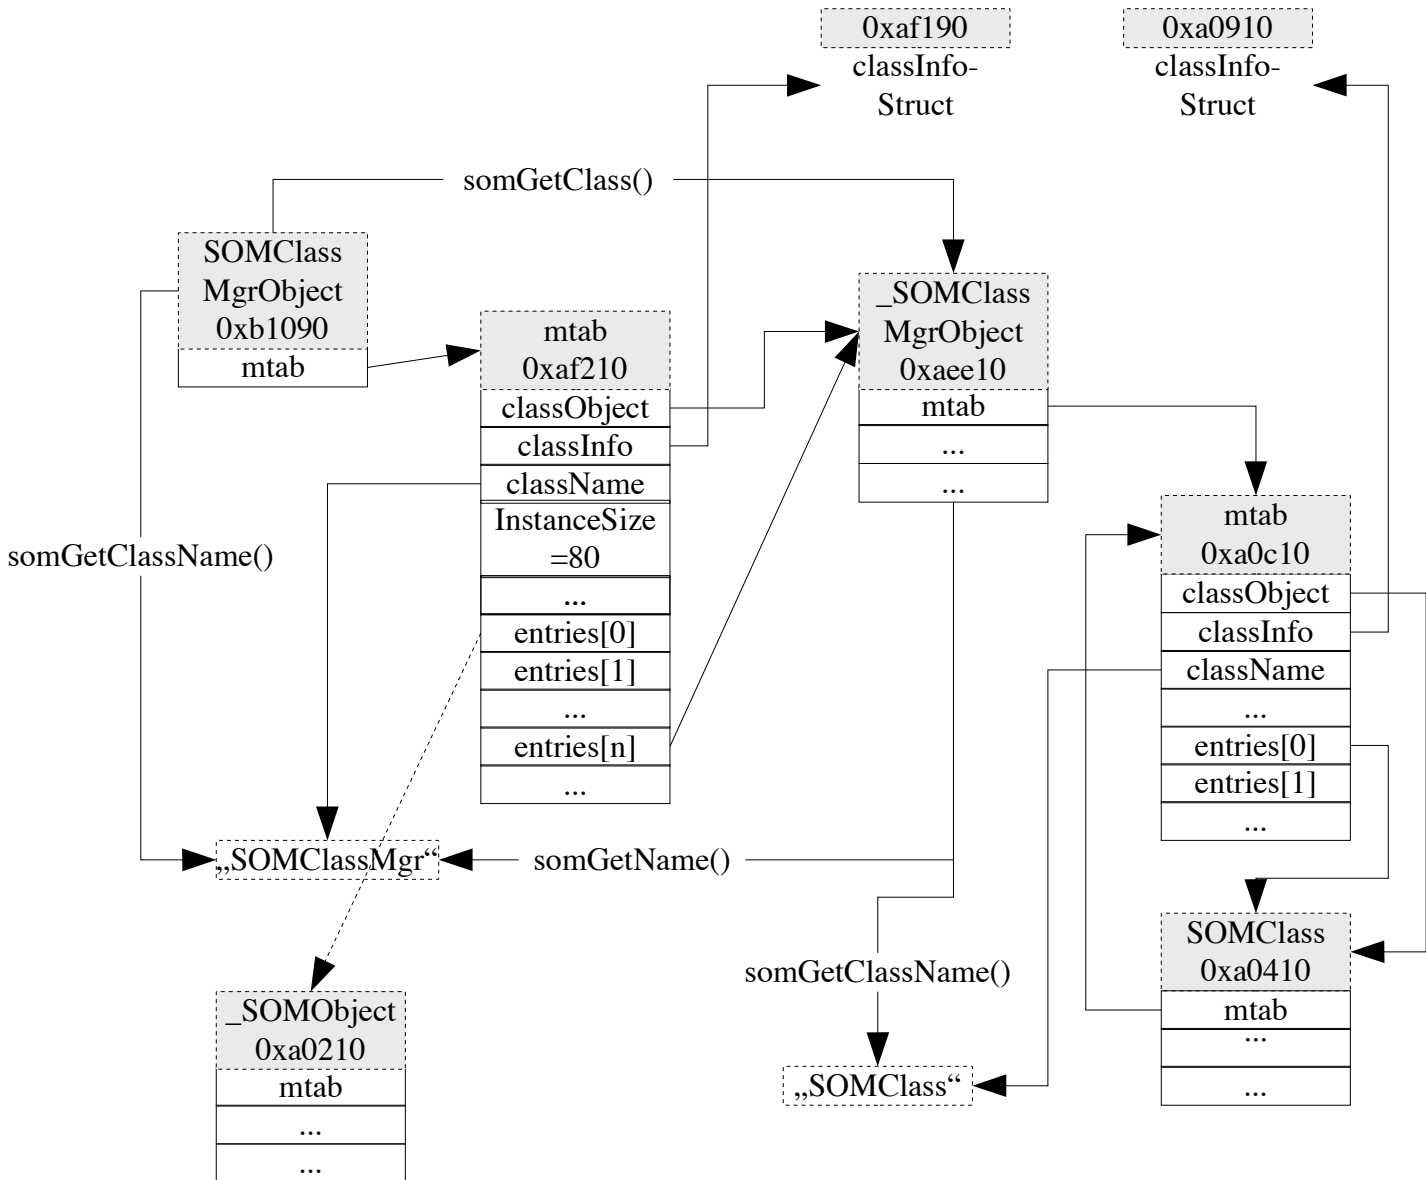 0xaf190
classInfo-
Struct
0xa0910
classInfo-
Struct
somGetClass()
SOMClass
MgrObject
0xb1090
mtab
mtab
0xaf210
classObject
classInfo
className
InstanceSize
=80
...
entries[0]
entries[1]
...
entries[n]
...
_SOMClass
MgrObject
0xaee10
mtab
...
...
mtab
0xa0c10
classObject
classInfo
className
...
entries[0]
entries[1]
...
somGetClassName()
„SOMClassMgr“
somGetName()
SOMClass
0xa0410
mtab
...
...
somGetClassName()
„SOMClass“
_SOMObject
0xa0210
mtab
...
...